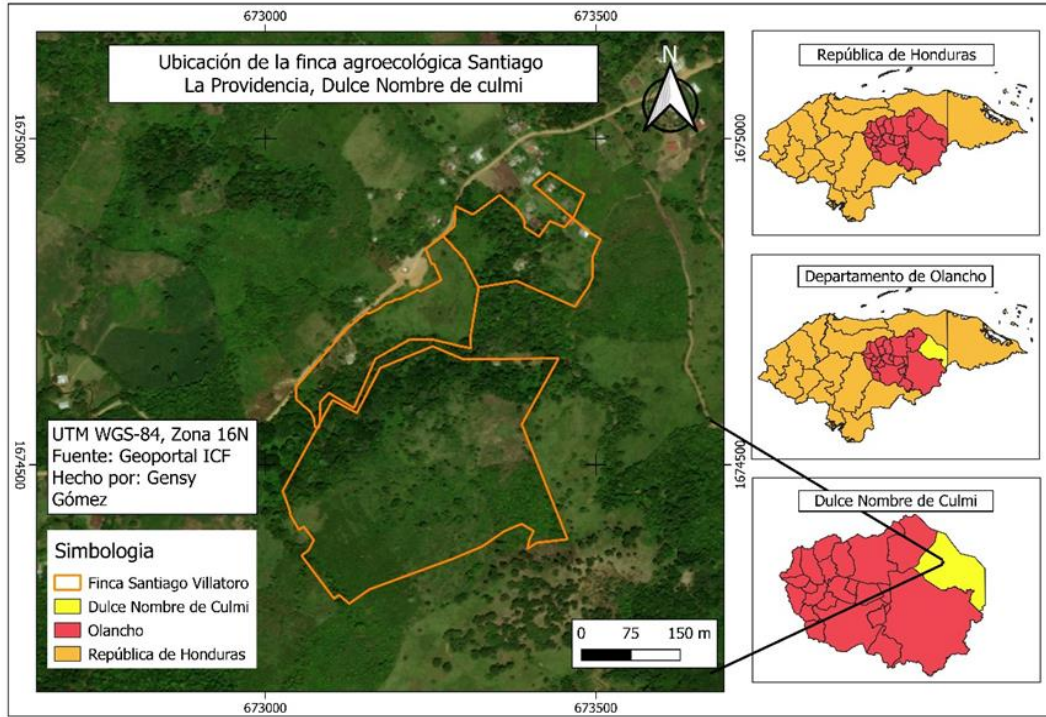 673000
673500
Ubicación de la finca agroecológica Santiago
La Providencia, Dulce Nombre de culmi
N
1675000
1675000
1674500
1674500
UTM WGS-84, Zona 16N
Fuente: Geoportal ICF
Hecho por: Gensy
Gómez
Simbologia
Finca Santiago Villatoro
Dulce Nombre de Culmi
Olancho
República de Honduras
0 75 150 m
673000
673500
República de Honduras
Departamento de Olancho
Dulce Nombre de Culmi